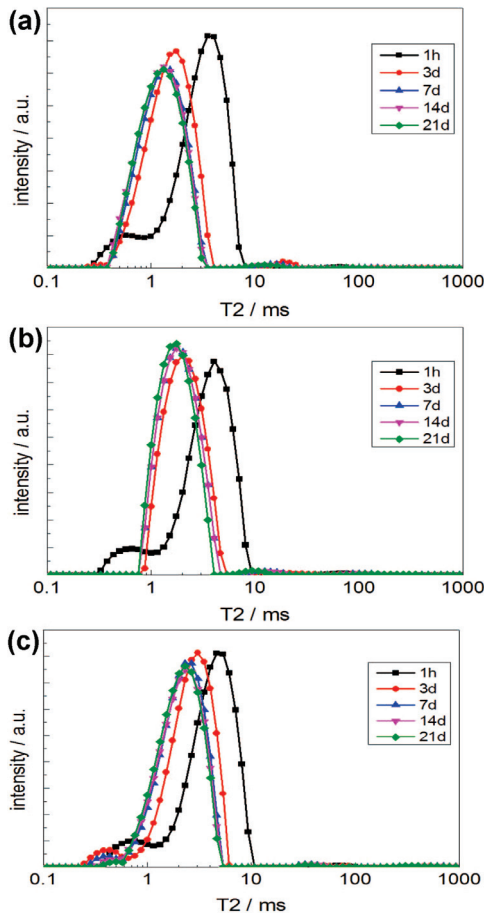 (a)
intensity / a.u.
1h
3d
7d
14d
21d
0.1 1 10 100 1000
T2 / ms
(b)
intensity / a.u.
1h
3d
7d
14d
21d
0.1 1 10 100 1000
T2 / ms
(c)
intensity / a.u.
1h
3d
7d
14d
21d
0.1 1 10 100 1000
T2 / ms